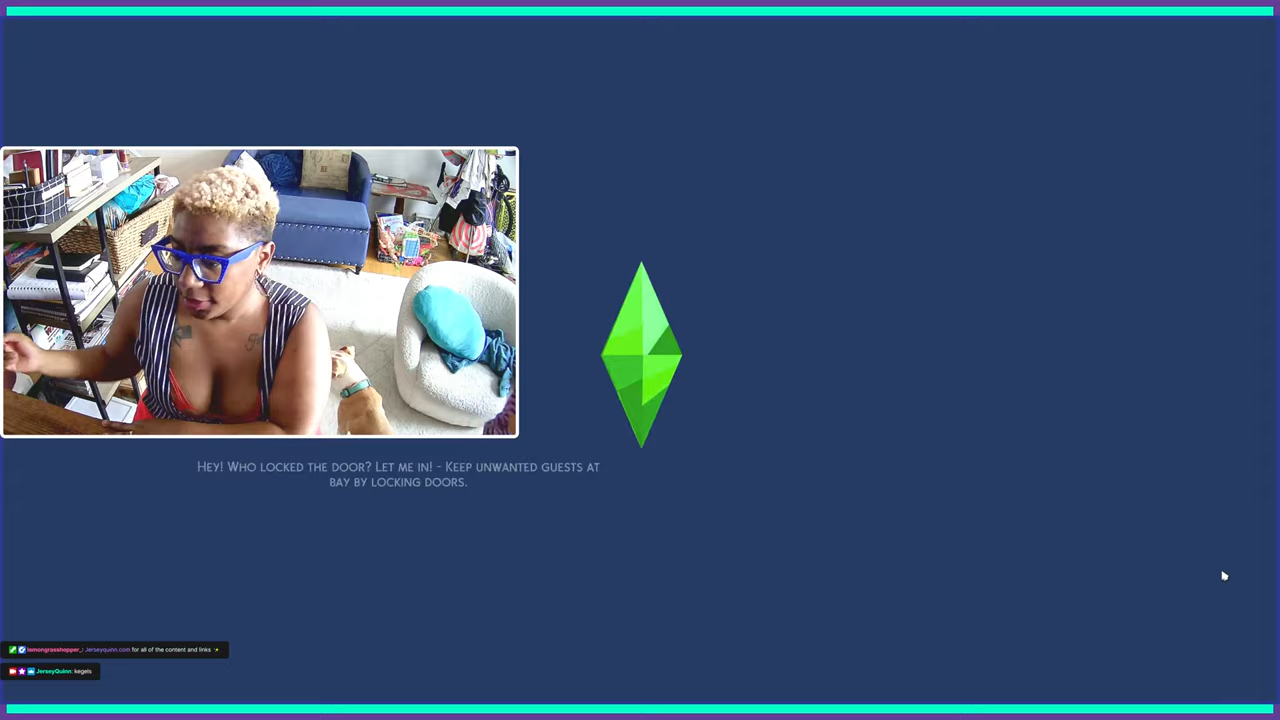 HEY! WHO LOCKED THE DOOR? LET ME IN! - KEEP UNWANTED GUESTS AT
BAY BY LOCKING DOORS.
lemongrasshopper_: Jerseyquinn.com for all of the content and links ✨
JerseyQuinn: kegels